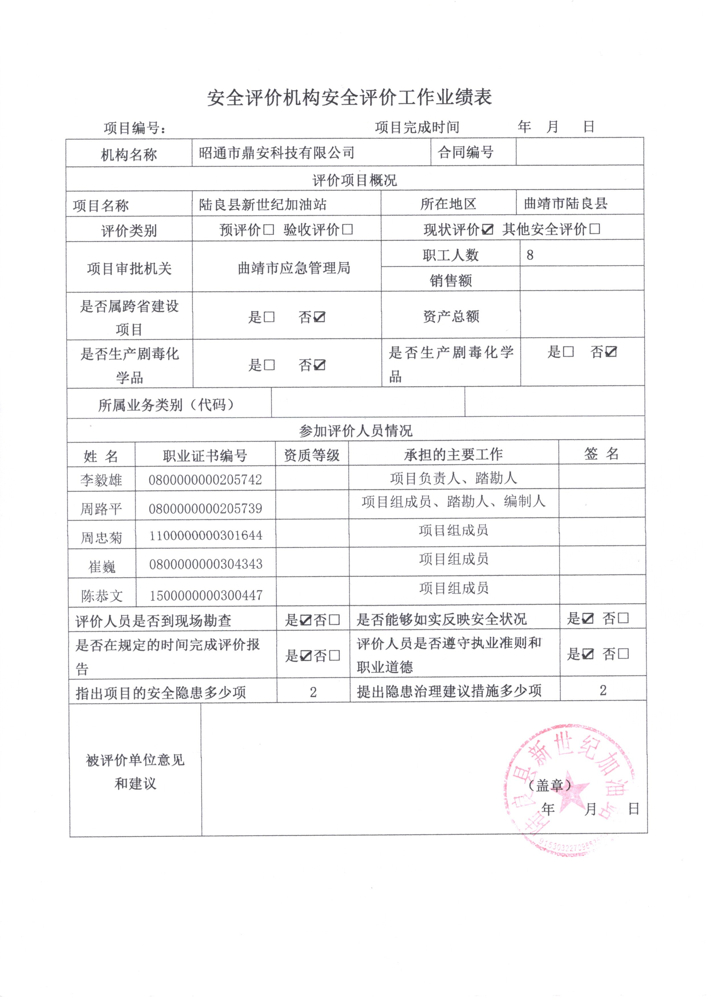 安全评价机构安全评价工作业绩表
项目编号： 项目完成时间 年 月 日
机构名称 昭通市鼎安科技有限公司 合同编号
评价项目概况
项目名称 陆良县新世纪加油站 所在地区 曲靖市陆良县
评价类别 预评价□ 验收评价□ 现状评价☑ 其他安全评价□
项目审批机关 曲靖市应急管理局 职工人数 8
销售额
是否属跨省建设
项目
是□ 否☑ 资产总额
是否生产剧毒化
学品
是□ 否☑
是否生产剧毒化学
品
是□ 否☑
所属业务类别（代码）
参加评价人员情况
姓 名 职业证书编号 资质等级 承担的主要工作 签 名
李毅雄 0800000000205742 项目负责人、踏勘人
周路平 0800000000205739 项目组成员、踏勘人、编制人
周忠菊 1100000000301644 项目组成员
崔巍 0800000000304343 项目组成员
陈恭文 1500000000300447 项目组成员
评价人员是否到现场勘查 是☑否□ 是否能够如实反映安全状况 是☑ 否□
是否在规定的时间完成评价报
告
是☑否□
评价人员是否遵守执业准则和
职业道德
是☑ 否□
指出项目的安全隐患多少项 2 提出隐患治理建议措施多少项 2
被评价单位意见
和建议
（盖章）
年 月 日
陆良县新世纪加油站